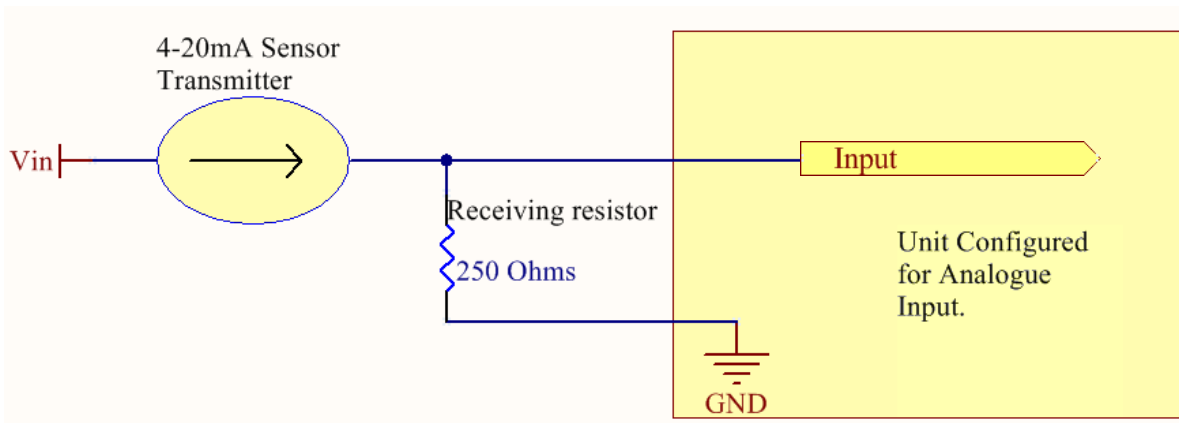 4-20mA Sensor
Transmitter
Vin
Input
Receiving resistor
250 Ohms
Unit Configured
for Analogue
Input.
GND